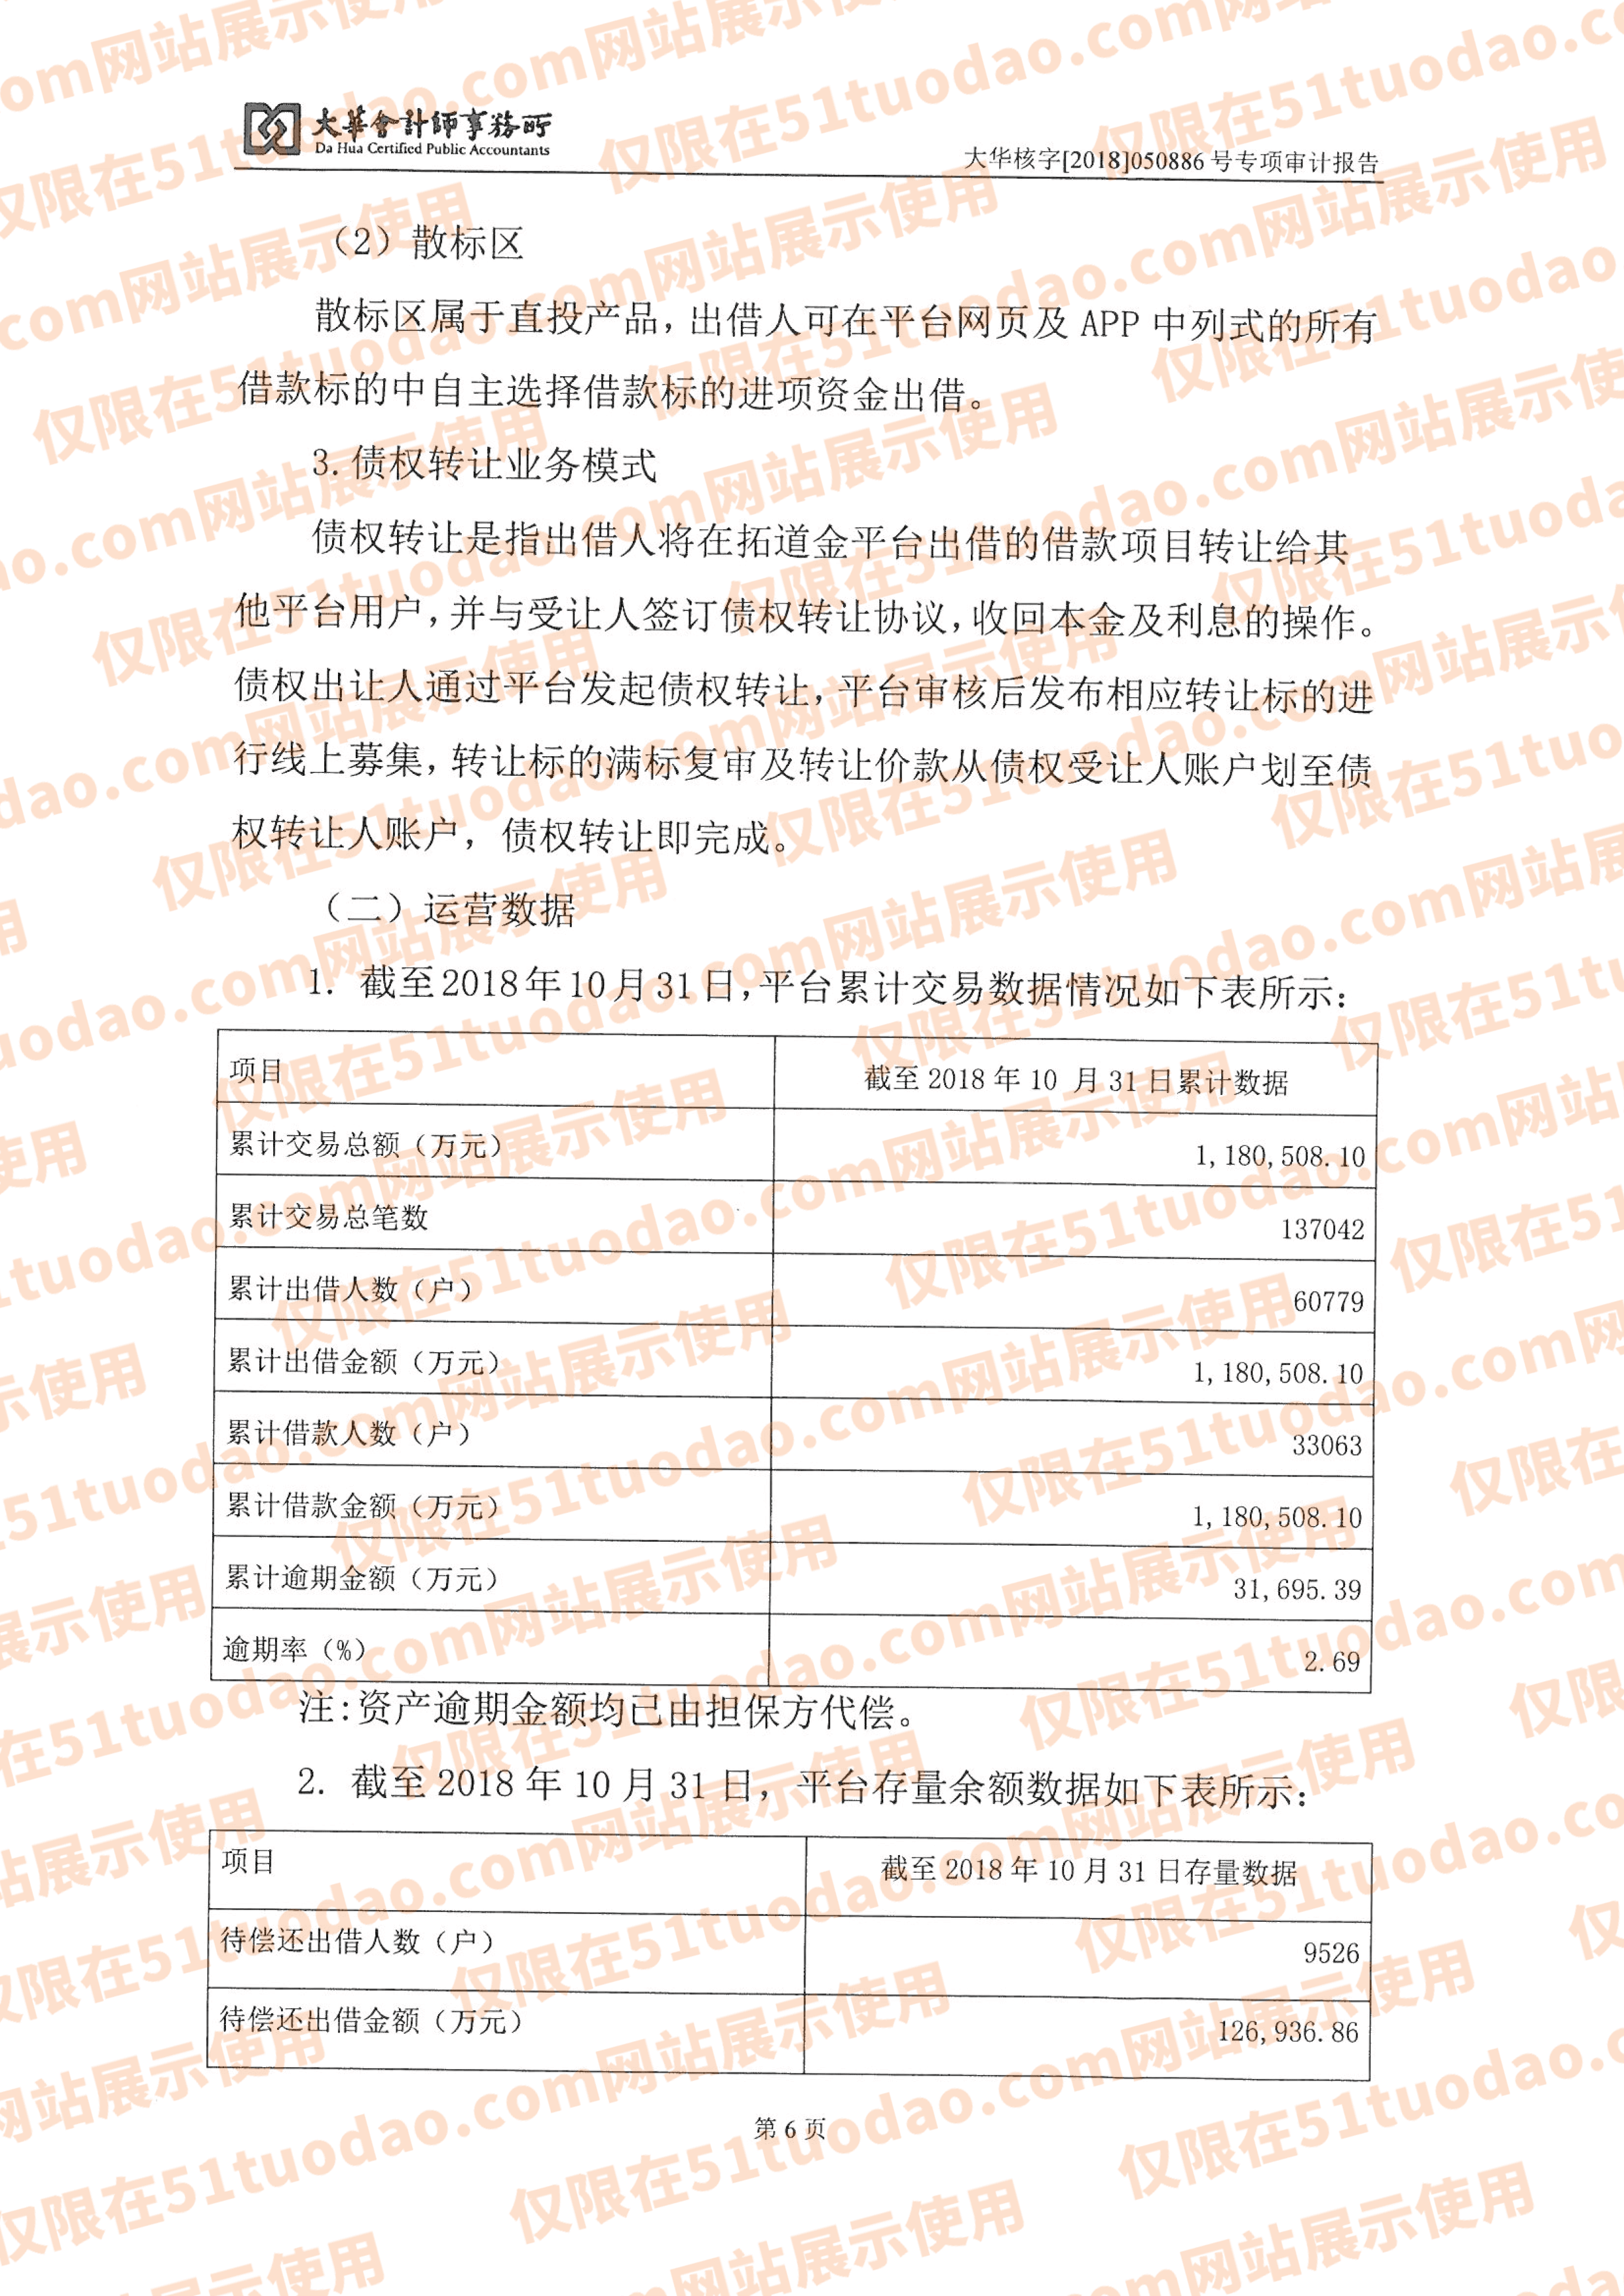 大華會計師事務所
Da Hua Certified Public Accountants
大华核字[2018]050886号专项审计报告
（2）散标区
散标区属于直投产品，出借人可在平台网页及 APP 中列式的所有
借款标的中自主选择借款标的进项资金出借。
3. 债权转让业务模式
债权转让是指出借人将在拓道金平台出借的借款项目转让给其
他平台用户，并与受让人签订债权转让协议，收回本金及利息的操作。
债权出让人通过平台发起债权转让，平台审核后发布相应转让标的进
行线上募集，转让标的满标复审及转让价款从债权受让人账户划至债
权转让人账户，债权转让即完成。
（二）运营数据
1. 截至2018年10月31日，平台累计交易数据情况如下表所示：
项目 截至 2018 年 10 月 31 日累计数据
累计交易总额（万元） 1,180,508.10
累计交易总笔数 137042
累计出借人数（户） 60779
累计出借金额（万元） 1,180,508.10
累计借款人数（户） 33063
累计借款金额（万元） 1,180,508.10
累计逾期金额（万元） 31,695.39
逾期率（%） 2.69
注：资产逾期金额均已由担保方代偿。
2. 截至 2018 年 10 月 31 日，平台存量余额数据如下表所示：
项目 截至 2018 年 10 月 31 日存量数据
待偿还出借人数（户） 9526
待偿还出借金额（万元） 126,936.86
第 6 页
仅限在51tuodao.com网站展示使用